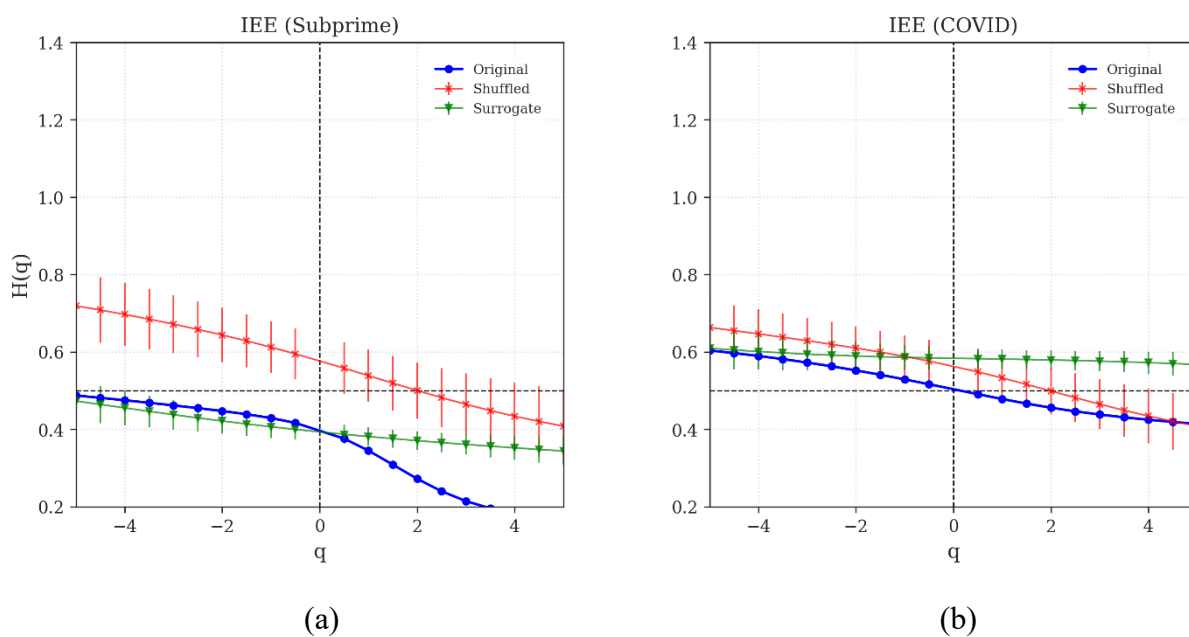 IEE (Subprime)
1.4
1.2
1.0
0.8
0.6
0.4
0.2
H(q)
Original
Shuffled
Surrogate
−4
−2
0
2
4
q
(a)
IEE (COVID)
1.4
1.2
1.0
0.8
0.6
0.4
0.2
Original
Shuffled
Surrogate
−4
−2
0
2
4
q
(b)